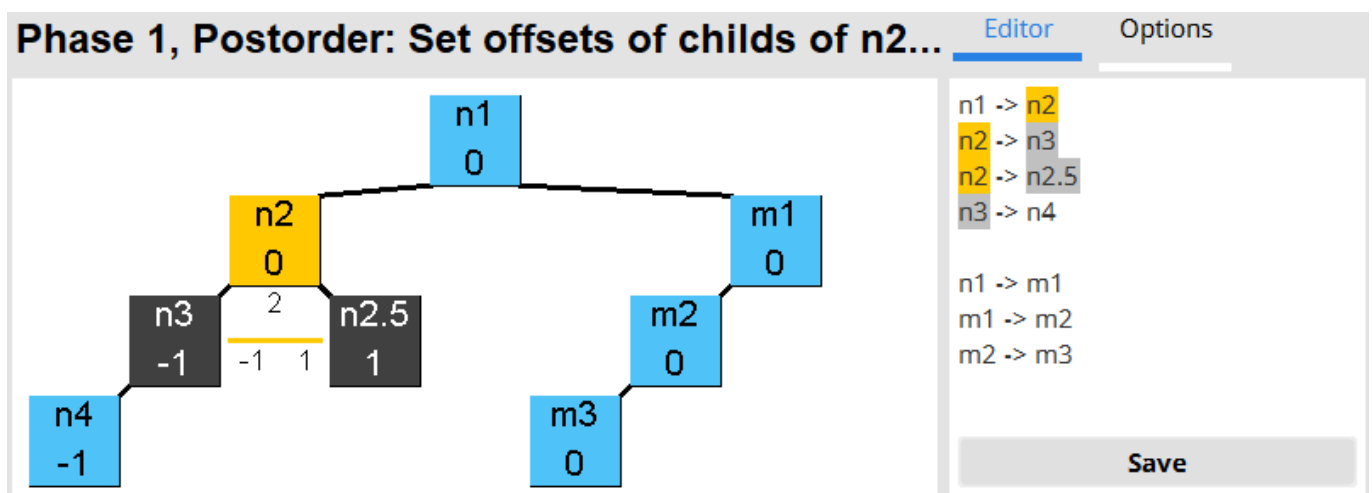 Phase 1, Postorder: Set offsets of childs of n2...
Editor
Options
n1
0
n2
0
m1
0
n3
-1
2
-1 1
n2.5
1
m2
0
n4
-1
m3
0
n1 -> n2
n2 -> n3
n2 -> n2.5
n3 -> n4
n1 -> m1
m1 -> m2
m2 -> m3
Save